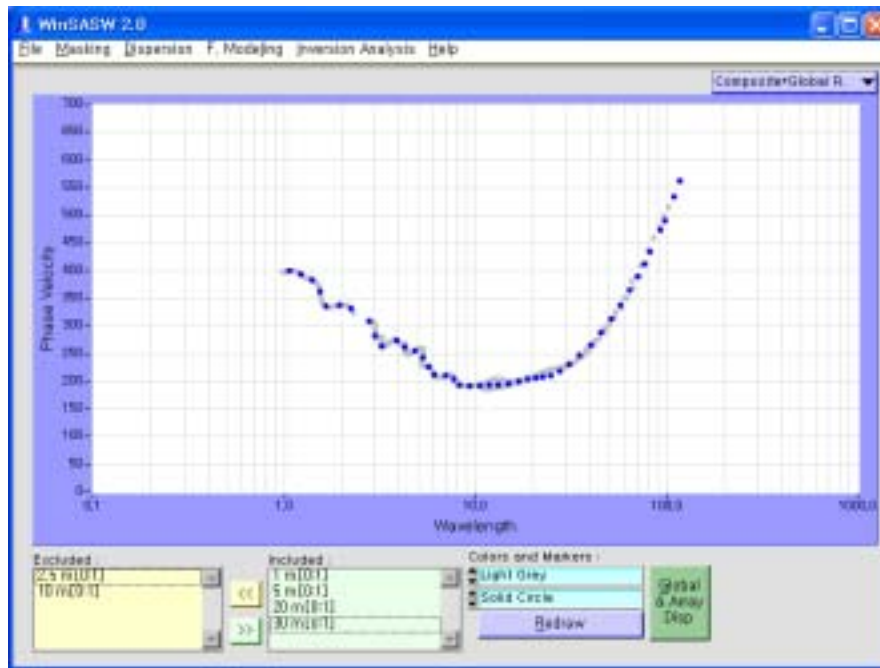 WinSASW 2.0
File Masking Dispersion F. Modeling Inversion Analysis Help
Composite+Global R.
700
650
600
550
500
450
400
350
300
250
200
150
100
50
0
Phase Velocity
0.1 1.0 10.0 100.0 1000.0
Wavelength
Excluded :
2.5 m[0:1]
10 m[0:1]
<<
>>
Included :
1 m[0:1]
5 m[0:1]
20 m[0:1]
30 m[0:1]
Colors and Markers :
Light Grey
Solid Circle
Redraw
Global
& Array
Disp